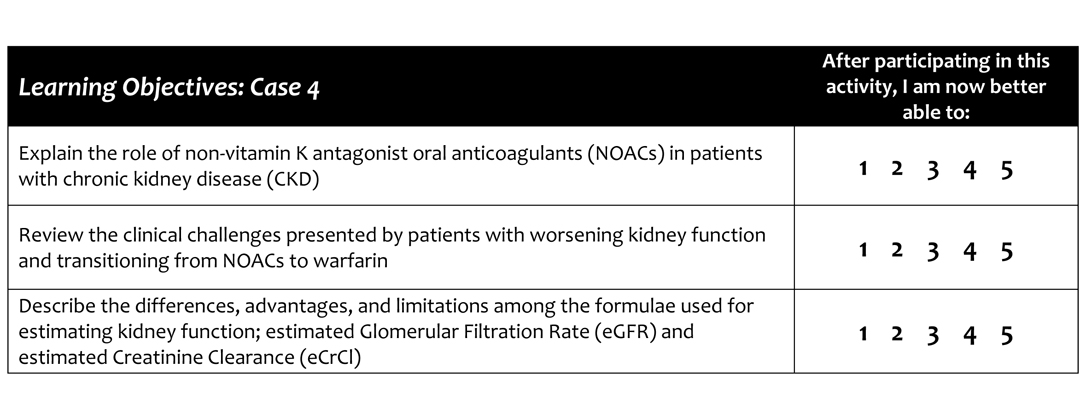 Learning Objectives: Case 4
After participating in this
activity, I am now better
able to:
Explain the role of non-vitamin K antagonist oral anticoagulants (NOACs) in patients
with chronic kidney disease (CKD)
1 2 3 4 5
Review the clinical challenges presented by patients with worsening kidney function
and transitioning from NOACs to warfarin
1 2 3 4 5
Describe the differences, advantages, and limitations among the formulae used for
estimating kidney function; estimated Glomerular Filtration Rate (eGFR) and
estimated Creatinine Clearance (eCrCl)
1 2 3 4 5